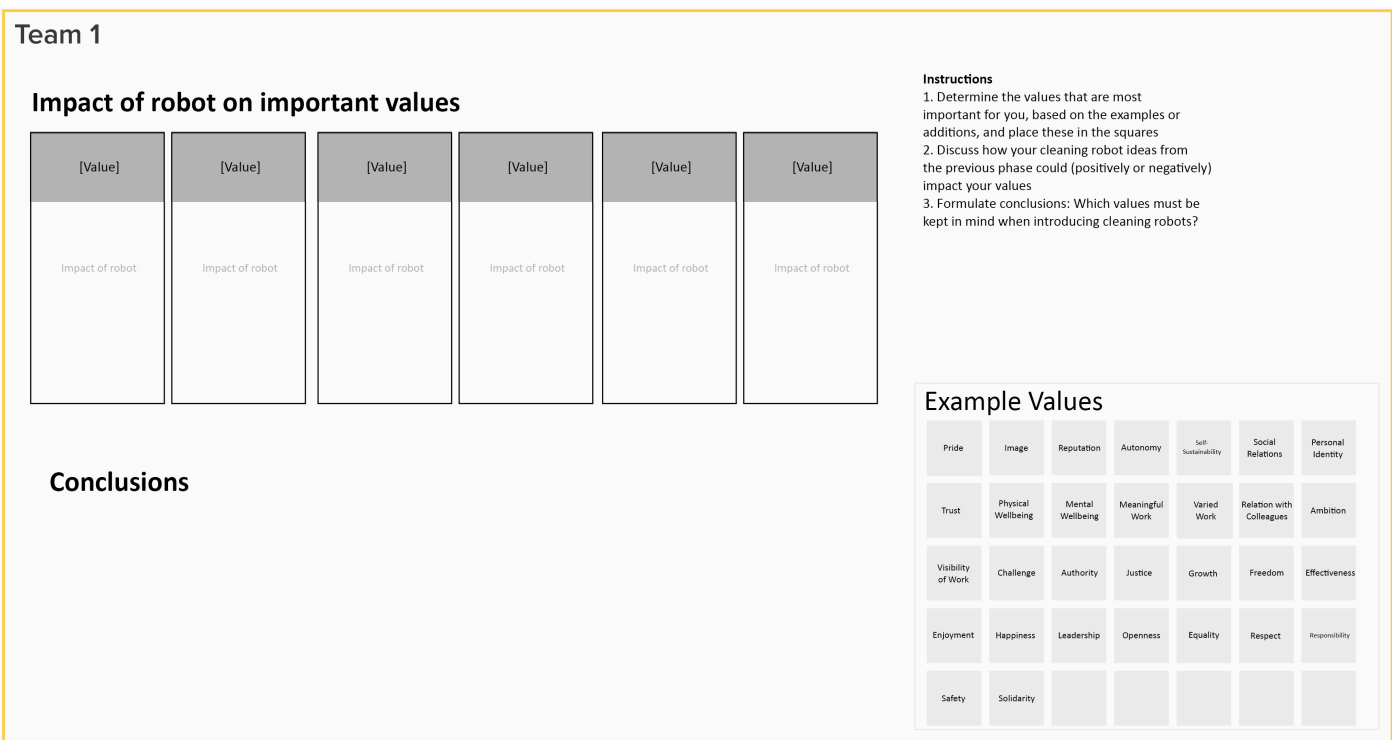 Team 1
Impact of robot on important values
[Value]
[Value]
[Value]
[Value]
[Value]
[Value]
Impact of robot
Impact of robot
Impact of robot
Impact of robot
Impact of robot
Impact of robot
Conclusions
Instructions
1. Determine the values that are most
important for you, based on the examples or
additions, and place these in the squares
2. Discuss how your cleaning robot ideas from
the previous phase could (positively or negatively)
impact your values
3. Formulate conclusions: Which values must be
kept in mind when introducing cleaning robots?
Example Values
Pride
Image
Reputation
Autonomy
Self-
Sustainability
Social
Relations
Personal
Identity
Trust
Physical
Wellbeing
Mental
Wellbeing
Meaningful
Work
Varied
Work
Relation with
Colleagues
Ambition
Visibility
of Work
Challenge
Authority
Justice
Growth
Freedom
Effectiveness
Enjoyment
Happiness
Leadership
Openness
Equality
Respect
Responsibility
Safety
Solidarity